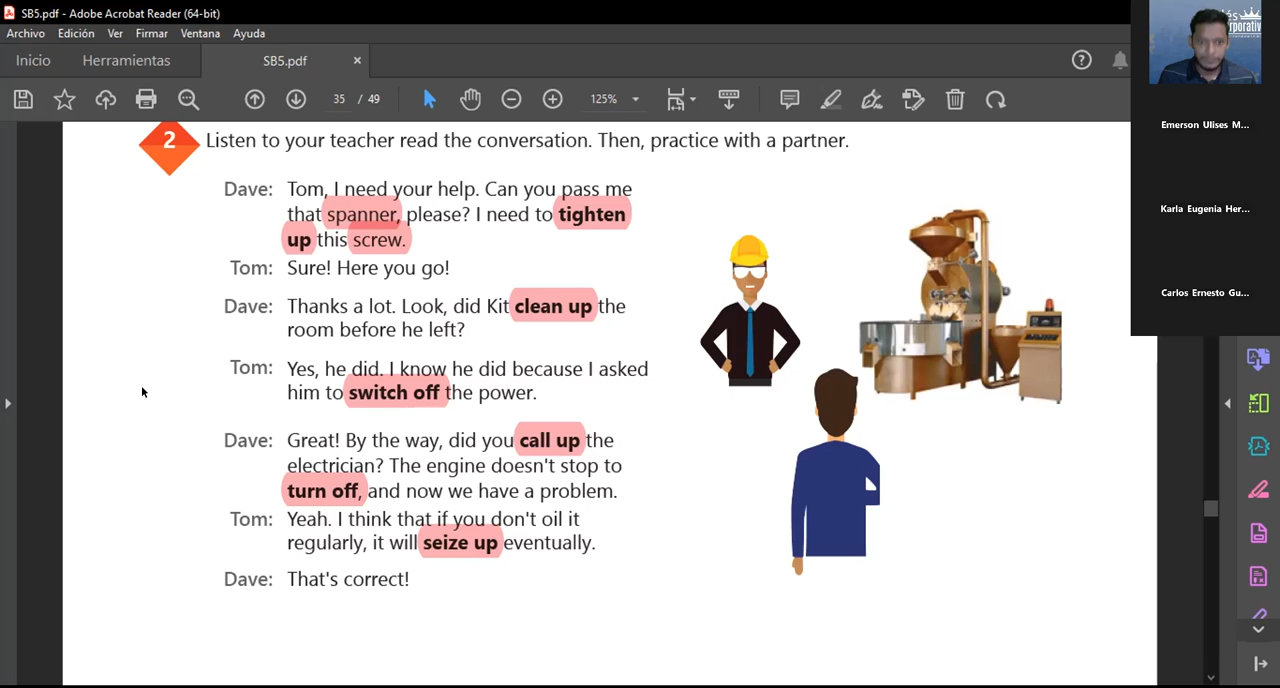 SB5.pdf - Adobe Acrobat Reader (64-bit)
Archivo Edición Ver Firmar Ventana Ayuda
Inicio Herramientas SB5.pdf ×
35 / 49 125%
2 Listen to your teacher read the conversation. Then, practice with a partner.
Dave: Tom, I need your help. Can you pass me
that spanner, please? I need to tighten
up this screw.
Tom: Sure! Here you go!
Dave: Thanks a lot. Look, did Kit clean up the
room before he left?
Tom: Yes, he did. I know he did because I asked
him to switch off the power.
Dave: Great! By the way, did you call up the
electrician? The engine doesn't stop to
turn off, and now we have a problem.
Tom: Yeah. I think that if you don't oil it
regularly, it will seize up eventually.
Dave: That's correct!
Emerson Ulises M...
Karla Eugenia Her...
Carlos Ernesto Gu...